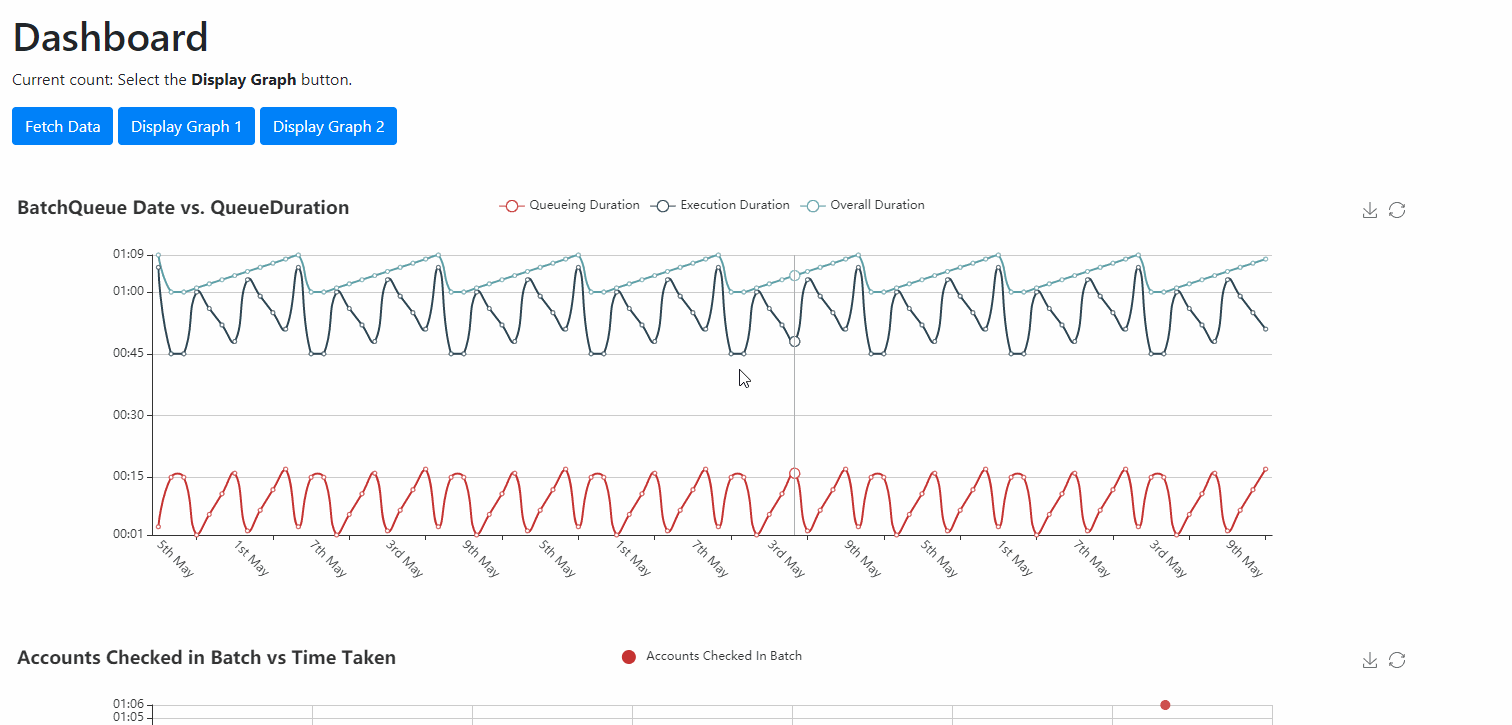 Dashboard
Current count: Select the Display Graph button.
Fetch Data Display Graph 1 Display Graph 2
BatchQueue Date vs. QueueDuration
Queueing Duration Execution Duration Overall Duration
01:09
01:00
00:45
00:30
00:15
00:01
5th May 1st May 7th May 3rd May 9th May 5th May 1st May 7th May 3rd May 9th May 5th May 1st May 7th May 3rd May 9th May
Accounts Checked in Batch vs Time Taken
Accounts Checked In Batch
01:06
01:05